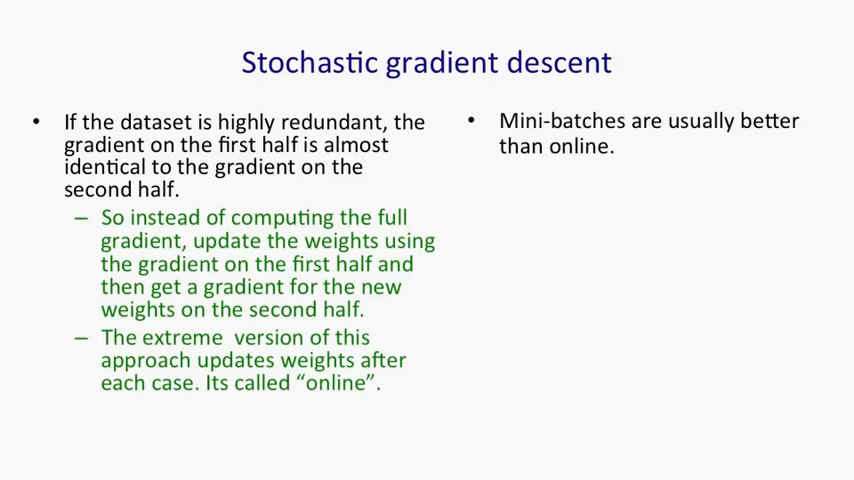 Stochastic gradient descent
• If the dataset is highly redundant, the
gradient on the first half is almost
identical to the gradient on the
second half.
– So instead of computing the full
gradient, update the weights using
the gradient on the first half and
then get a gradient for the new
weights on the second half.
– The extreme  version of this
approach updates weights after
each case. Its called “online”.
• Mini-batches are usually better
than online.